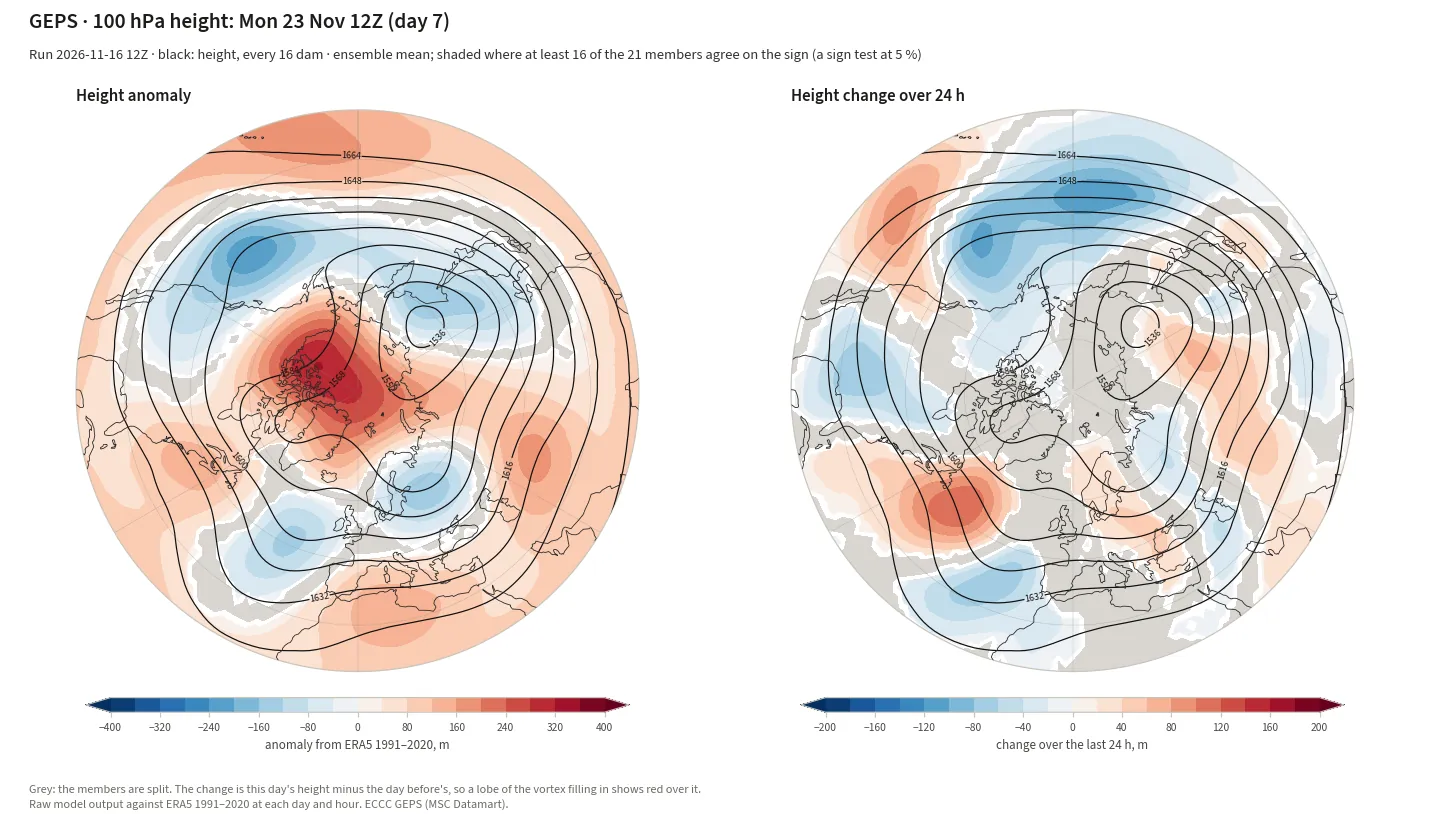 GEPS · 100 hPa height: Mon 23 Nov 12Z (day 7)
Run 2026-11-16 12Z · black: height, every 16 dam · ensemble mean; shaded where at least 16 of the 21 members agree on the sign (a sign test at 5 %)
Height anomaly
Height change over 24 h
1664
1648
1536
1568
1600
1616
1632
1664
1648
1536
1568
1600
1616
1632
−400 −320 −240 −160 −80 0 80 160 240 320 400
anomaly from ERA5 1991–2020, m
−200 −160 −120 −80 −40 0 40 80 120 160 200
change over the last 24 h, m
Grey: the members are split. The change is this day's height minus the day before's, so a lobe of the vortex filling in shows red over it.
Raw model output against ERA5 1991–2020 at each day and hour. ECCC GEPS (MSC Datamart).